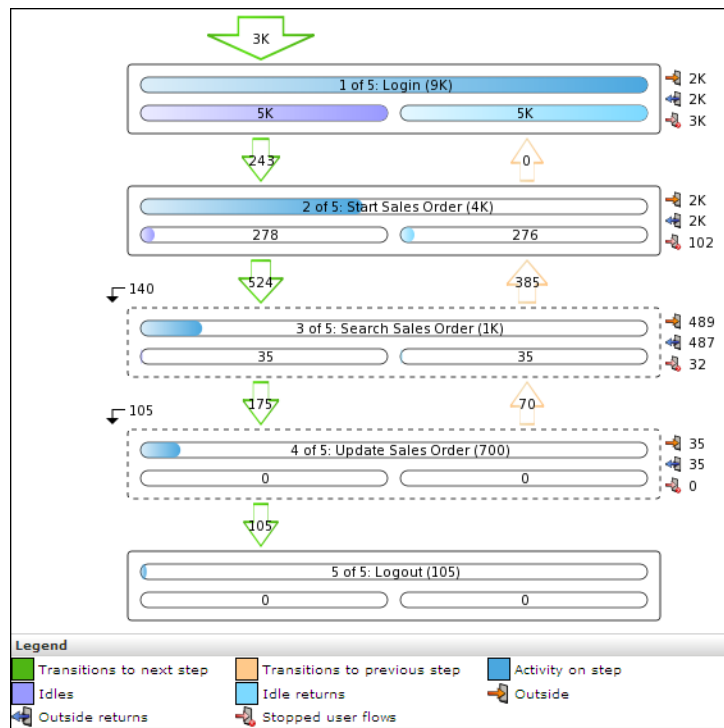 3K
1 of 5: Login (9K)
5K 5K
2K
2K
3K
243 0
2 of 5: Start Sales Order (4K)
278 276
2K
2K
102
524 385
140
3 of 5: Search Sales Order (1K)
35 35
489
487
32
175 70
105
4 of 5: Update Sales Order (700)
0 0
35
35
0
105
5 of 5: Logout (105)
0 0
Legend
Transitions to next step Transitions to previous step Activity on step
Idles Idle returns Outside
Outside returns Stopped user flows